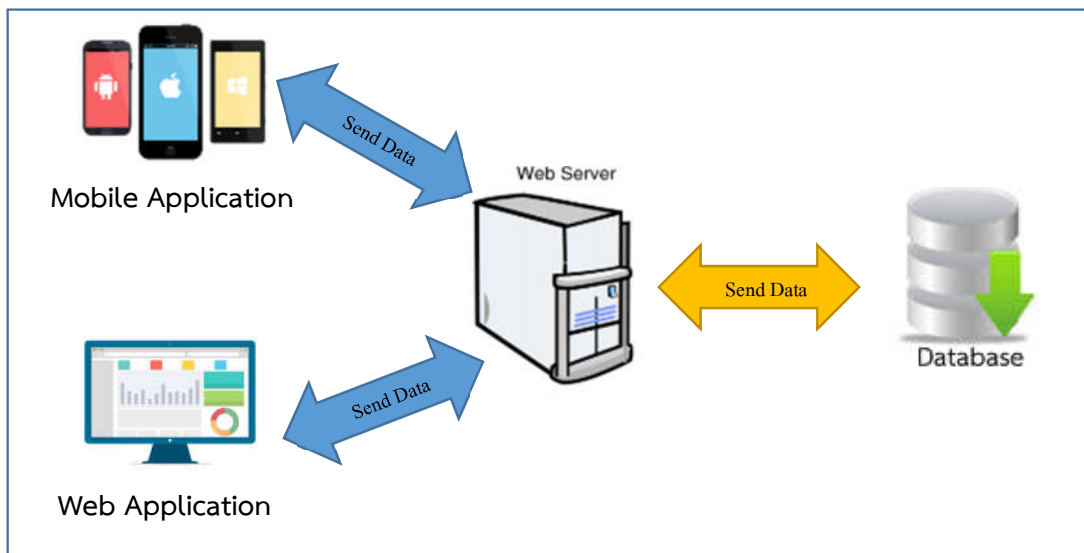 Send Data
Mobile Application
Web Server
Send Data
Database
Send Data
Web Application